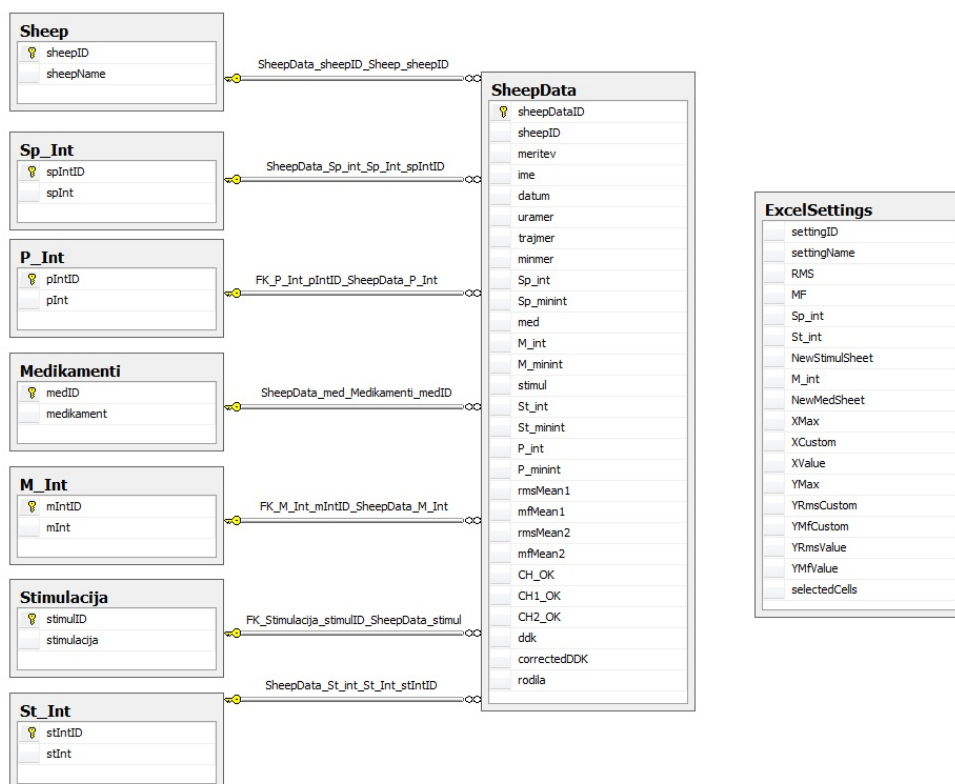 Sheep
sheepID
sheepName
SheepData_sheepID_Sheep_sheepID
Sp_Int
spIntID
spInt
SheepData_Sp_int_Sp_Int_spIntID
P_Int
pIntID
pInt
FK_P_Int_pIntID_SheepData_P_Int
Medikamenti
medID
medikament
SheepData_med_Medikamenti_medID
M_Int
mIntID
mInt
FK_M_Int_mIntID_SheepData_M_Int
Stimulacija
stimulID
stimulacija
FK_Stimulacija_stimulID_SheepData_stimul
St_Int
stIntID
stInt
SheepData_St_int_St_Int_stIntID
SheepData
sheepDataID
sheepID
meritev
ime
datum
uramer
trajmer
minmer
Sp_int
Sp_minint
med
M_int
M_minint
stimul
St_int
St_minint
P_int
P_minint
rmsMean1
mfMean1
rmsMean2
mfMean2
CH_OK
CH1_OK
CH2_OK
ddk
correctedDDK
rodila
ExcelSettings
settingID
settingName
RMS
MF
Sp_int
St_int
NewStimulSheet
M_int
NewMedSheet
XMax
XCustom
XValue
YMax
YRmsCustom
YMfCustom
YRmsValue
YMfValue
selectedCells